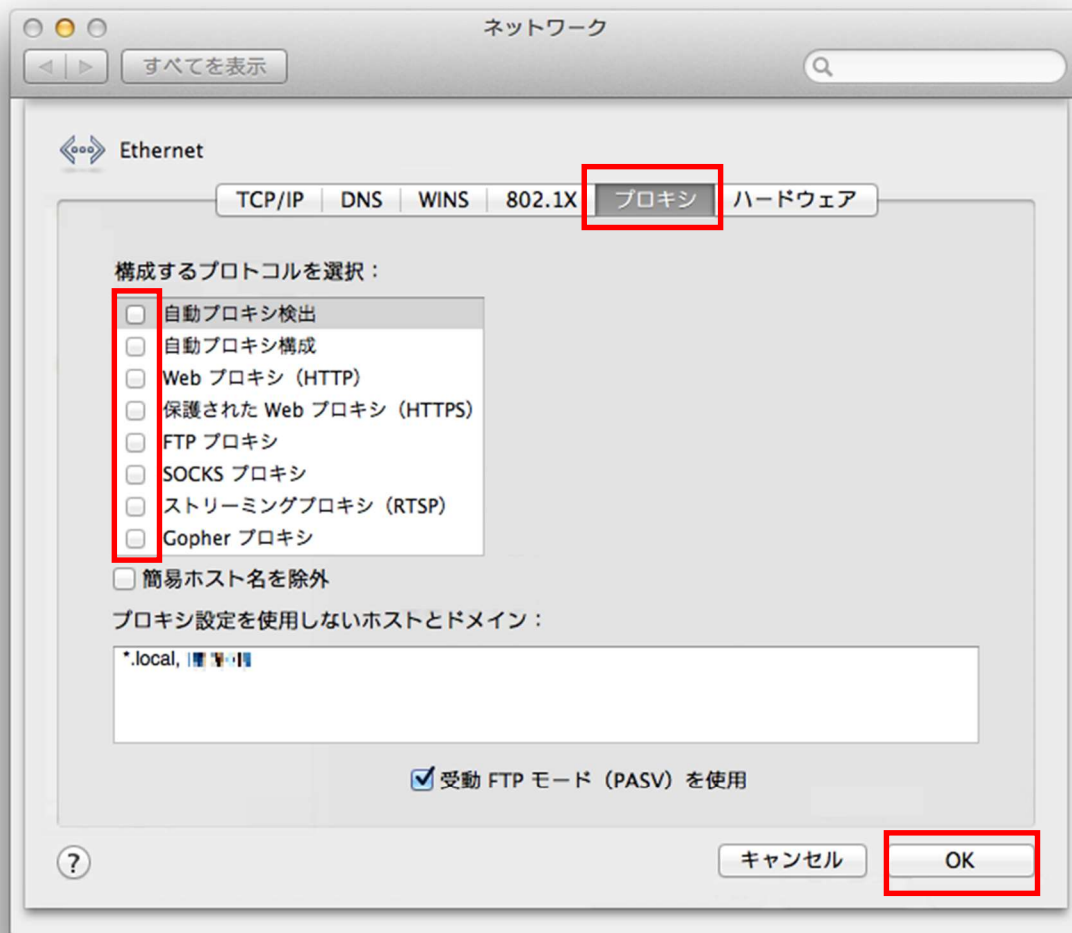 ネットワーク
すべてを表示
Ethernet
TCP/IP DNS WINS 802.1X プロキシ ハードウェア
構成するプロトコルを選択：
自動プロキシ検出
自動プロキシ構成
Web プロキシ（HTTP）
保護された Web プロキシ（HTTPS）
FTP プロキシ
SOCKS プロキシ
ストリーミングプロキシ（RTSP）
Gopher プロキシ
簡易ホスト名を除外
プロキシ設定を使用しないホストとドメイン：
*.local,
受動 FTP モード（PASV）を使用
? キャンセル OK